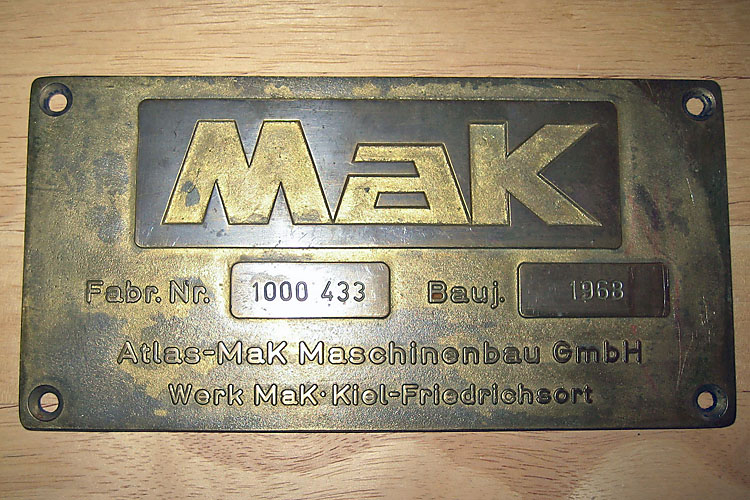 MaK
Fabr. Nr. 1000 433 Bauj. 1968
Atlas-MaK Maschinenbau GmbH
Werk MaK·Kiel-Friedrichsort